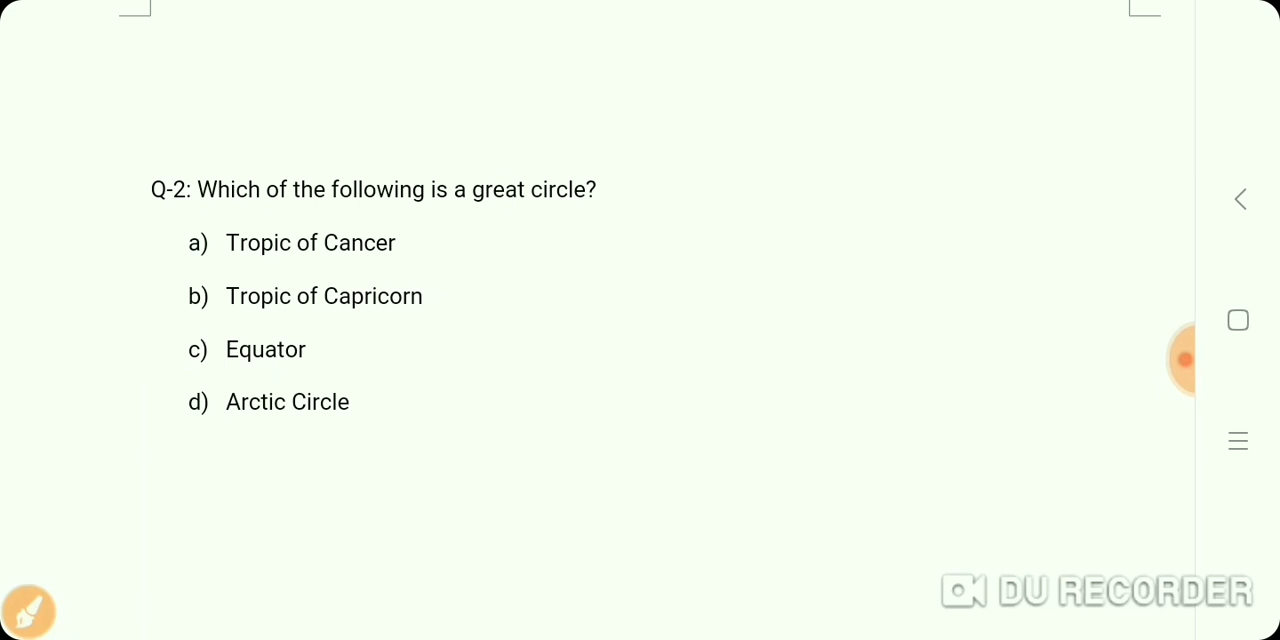 Q-2: Which of the following is a great circle?
a) Tropic of Cancer
b) Tropic of Capricorn
c) Equator
d) Arctic Circle
DU RECORDER